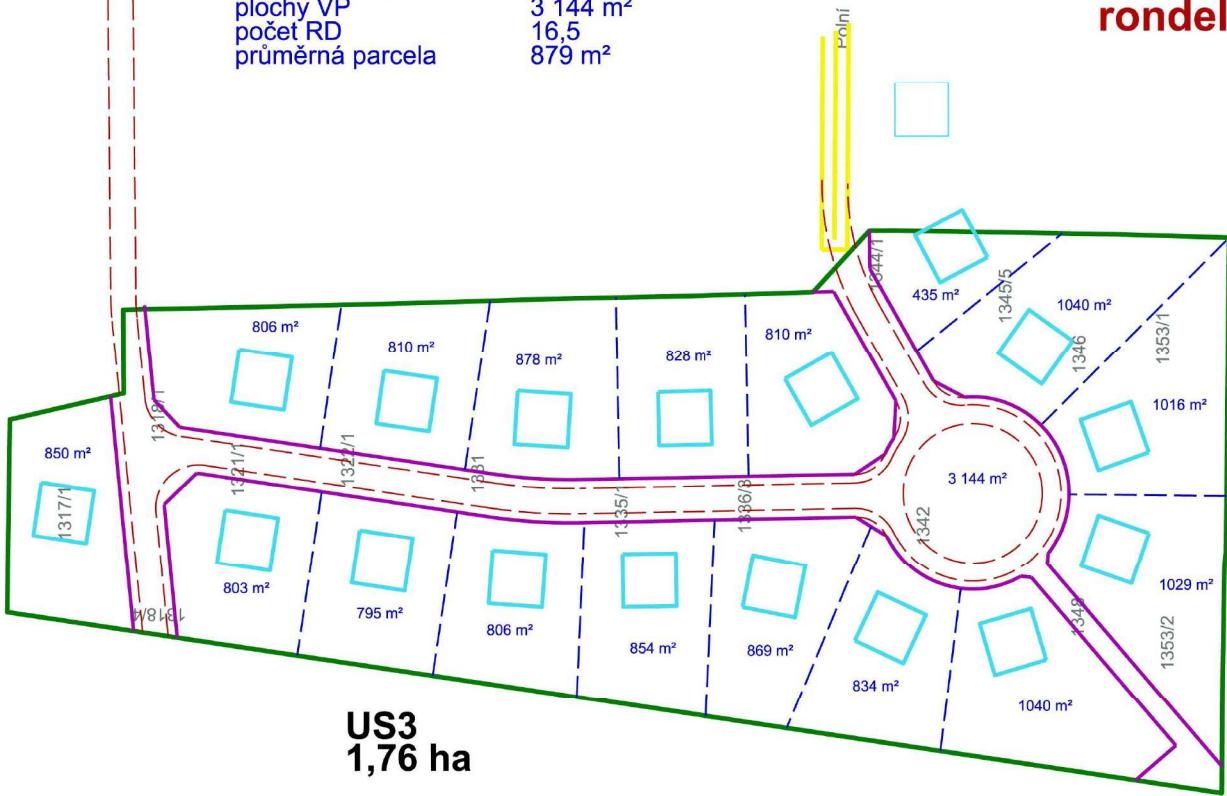 plochy VP 3 144 m²
počet RD 16,5
průměrná parcela 879 m²
rondel
Polní
1344/1
435 m²
1345/5
1040 m²
1346
1353/1
806 m²
810 m²
878 m²
828 m²
810 m²
1016 m²
850 m²
1318/1
1321/1
1322/1
1331
1335/1
1336/3
3 144 m²
1342
1317/1
803 m²
795 m²
806 m²
854 m²
869 m²
834 m²
1040 m²
1029 m²
1348
1353/2
1318/4
US3
1,76 ha